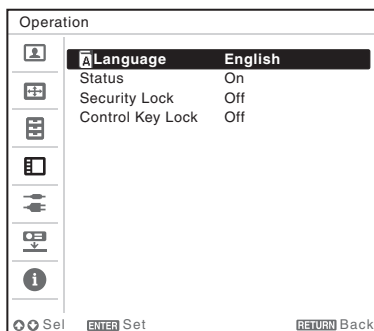 Operation
A Language English
Status On
Security Lock Off
Control Key Lock Off
Sel ENTER Set RETURN Back